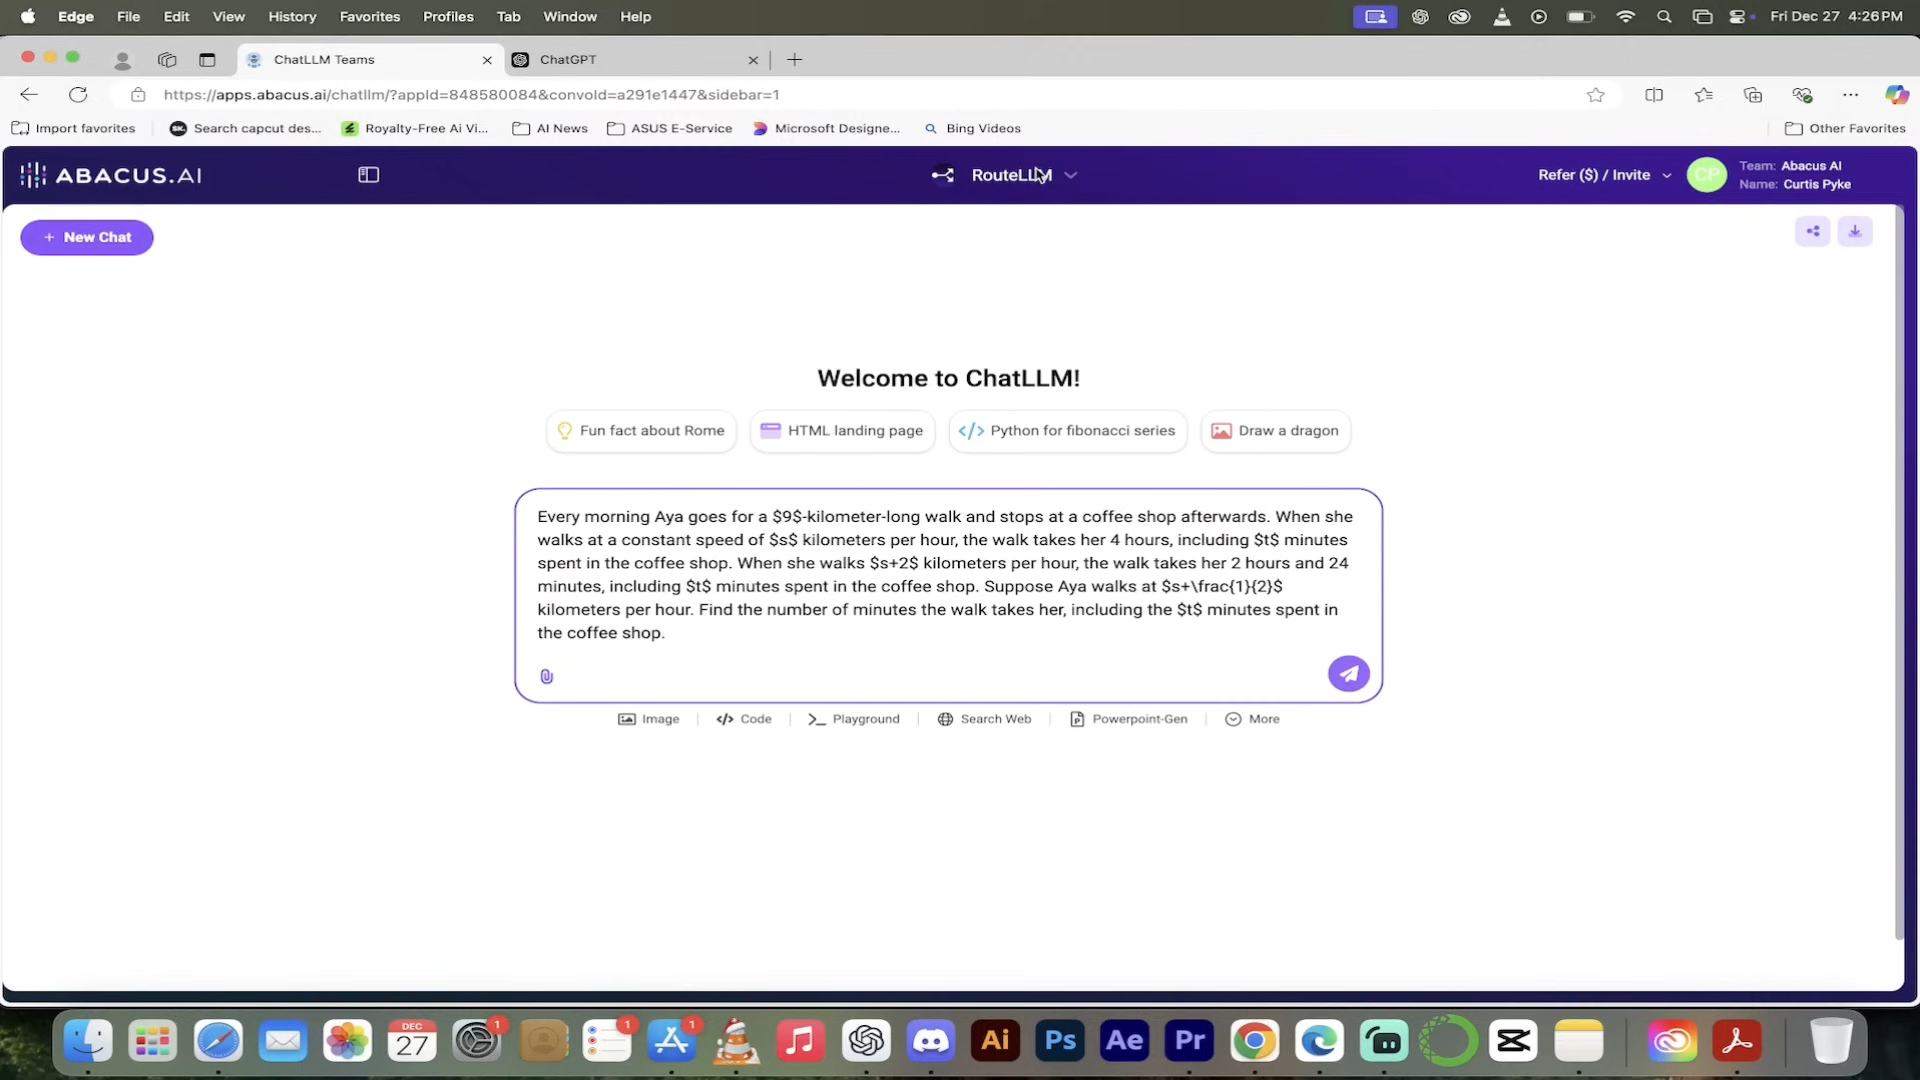 Edge File Edit View History Favorites Profiles Tab Window Help Fri Dec 27 4:26 PM
ChatLLM Teams ChatGPT
https://apps.abacus.ai/chatllm/?appId=848580084&convoId=a291e1447&sidebar=1
Import favorites Search capcut des... Royalty-Free Ai Vi... AI News ASUS E-Service Microsoft Designe... Bing Videos Other Favorites
ABACUS.AI RouteLLM Refer ($) / Invite CP Team: Abacus AI
Name: Curtis Pyke
+ New Chat
Welcome to ChatLLM!
Fun fact about Rome HTML landing page Python for fibonacci series Draw a dragon
Every morning Aya goes for a $9$-kilometer-long walk and stops at a coffee shop afterwards. When she
walks at a constant speed of $s$ kilometers per hour, the walk takes her 4 hours, including $t$ minutes
spent in the coffee shop. When she walks $s+2$ kilometers per hour, the walk takes her 2 hours and 24
minutes, including $t$ minutes spent in the coffee shop. Suppose Aya walks at $s+\frac{1}{2}$
kilometers per hour. Find the number of minutes the walk takes her, including the $t$ minutes spent in
the coffee shop.
Image Code Playground Search Web Powerpoint-Gen More
DEC
27 1 1 1 Ai Ps Ae Pr